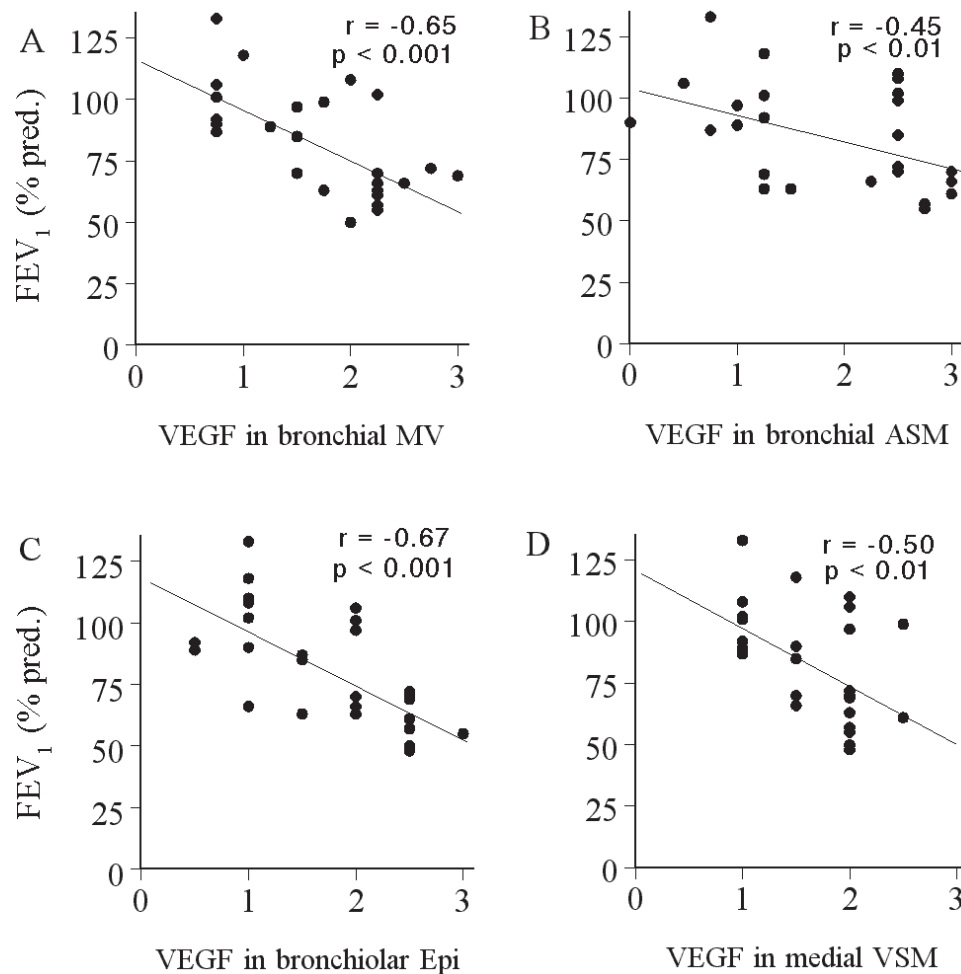 A
r = -0.65
p < 0.001
125
100
75
50
25
0
FEV1 (% pred.)
0 1 2 3
VEGF in bronchial MV
B
r = -0.45
p < 0.01
125
100
75
50
25
0
0 1 2 3
VEGF in bronchial ASM
C
r = -0.67
p < 0.001
125
100
75
50
25
0
FEV1 (% pred.)
0 1 2 3
VEGF in bronchiolar Epi
D
r = -0.50
p < 0.01
125
100
75
50
25
0
0 1 2 3
VEGF in medial VSM